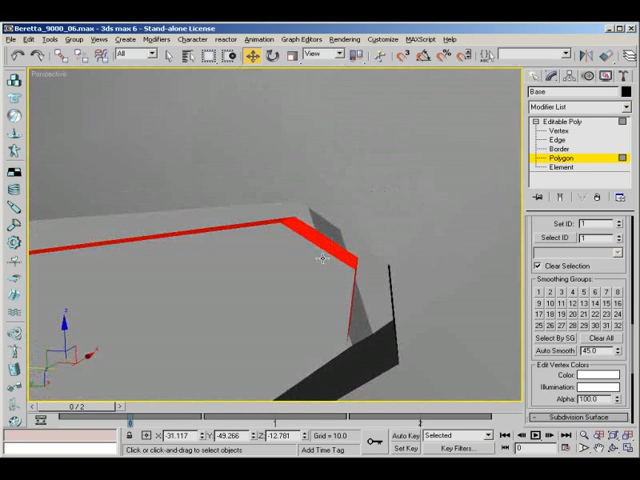 Beretta_9000_06.max - 3ds max 6 - Stand-alone License
File Edit Tools Group Views Create Modifiers Character reactor Animation Graph Editors Rendering Customize MAXScript Help
All View
Perspective
Base
Modifier List
Editable Poly
Vertex
Edge
Border
Polygon
Element
Set ID: 1
Select ID 1
Clear Selection
Smoothing Groups:
1 2 3 4 5 6 7 8
9 10 11 12 13 14 15 16
17 18 19 20 21 22 23 24
25 26 27 28 29 30 31 32
Select By SG Clear All
Auto Smooth 45.0
Edit Vertex Colors
Color:
Illumination:
Alpha: 100.0
Subdivision Surface
0 / 2
0 1 2
X: -31.117 Y: -49.266 Z: -12.781 Grid = 10.0
Auto Key Selected
Click or click-and-drag to select objects Add Time Tag
Set Key Key Filters... 0